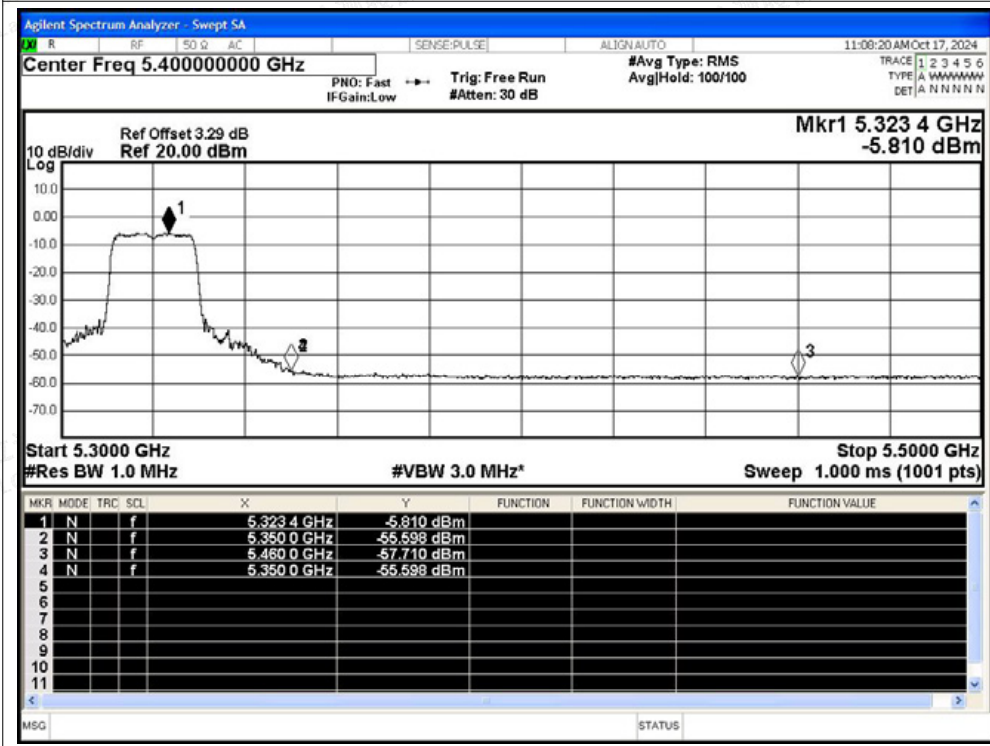 Agilent Spectrum Analyzer - Swept SA
LXI R RF 50 Ω AC SENSE:PULSE ALIGN AUTO 11:08:20 AM Oct 17, 2024
Center Freq 5.400000000 GHz
PNO: Fast
IFGain:Low
Trig: Free Run
#Atten: 30 dB
#Avg Type: RMS
Avg|Hold: 100/100
TRACE 1 2 3 4 5 6
TYPE A WWWWW
DET A N N N N N
Mkr1 5.323 4 GHz
-5.810 dBm
Ref Offset 3.29 dB
10 dB/div Ref 20.00 dBm
Log
10.0
0.00
-10.0
-20.0
-30.0
-40.0
-50.0
-60.0
-70.0
1
2
3
Start 5.3000 GHz Stop 5.5000 GHz
#Res BW 1.0 MHz #VBW 3.0 MHz* Sweep 1.000 ms (1001 pts)
MKR MODE TRC SCL X Y FUNCTION FUNCTION WIDTH FUNCTION VALUE
1 N f 5.323 4 GHz -5.810 dBm
2 N f 5.350 0 GHz -55.598 dBm
3 N f 5.460 0 GHz -57.710 dBm
4 N f 5.350 0 GHz -55.598 dBm
5
6
7
8
9
10
11
MSG STATUS